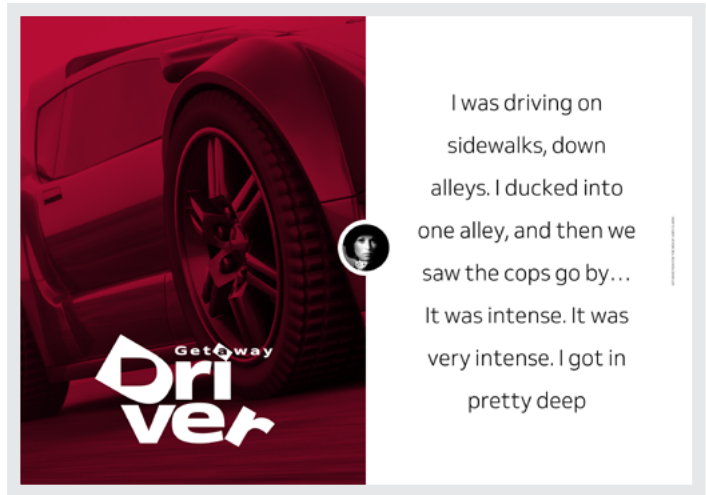 Getaway
Dri
ver
I was driving on
sidewalks, down
alleys. I ducked into
one alley, and then we
saw the cops go by...
It was intense. It was
very intense. I got in
pretty deep